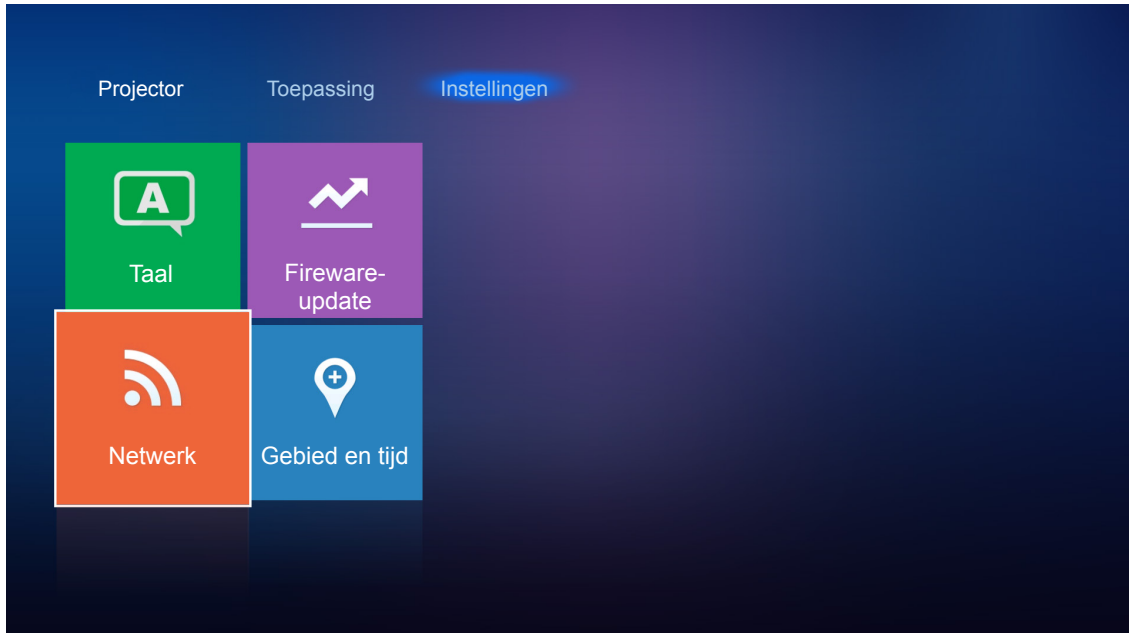 Projector
Toepassing
Instellingen
A
Taal
Fireware-
update
Netwerk
Gebied en tijd